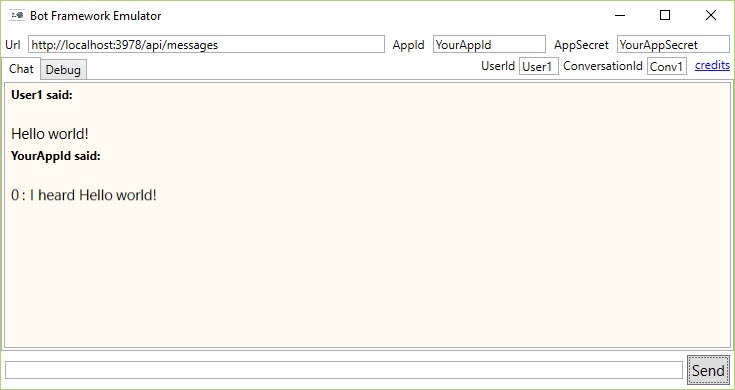 Bot Framework Emulator
Url http://localhost:3978/api/messages AppId YourAppId AppSecret YourAppSecret
Chat Debug UserId User1 ConversationId Conv1 credits
User1 said:
Hello world!
YourAppId said:
0 : I heard Hello world!
Send